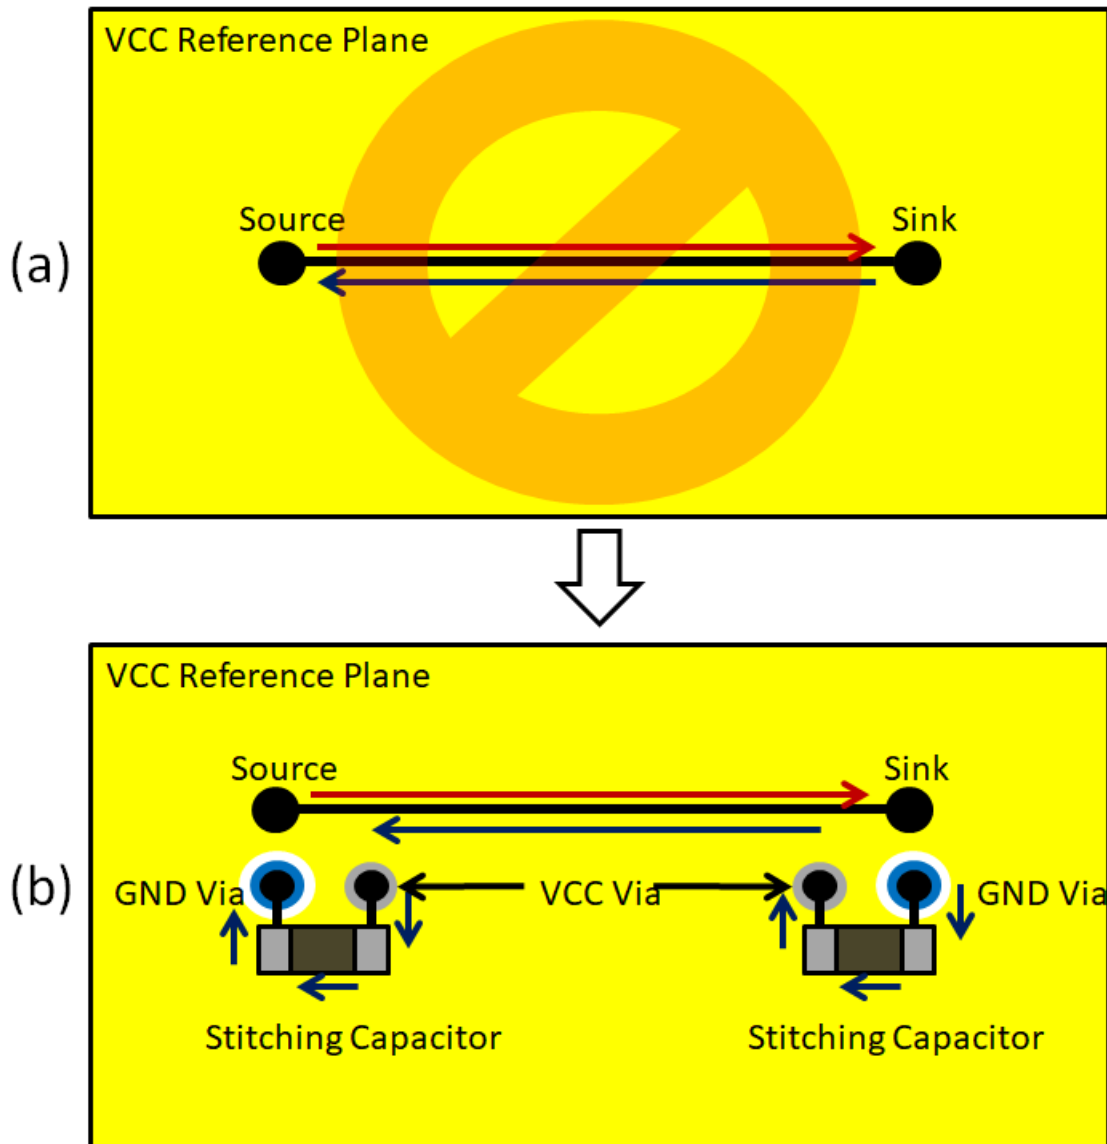 VCC Reference Plane
Source
Sink
(a)
VCC Reference Plane
Source
Sink
(b)
GND Via
VCC Via
GND Via
Stitching Capacitor
Stitching Capacitor